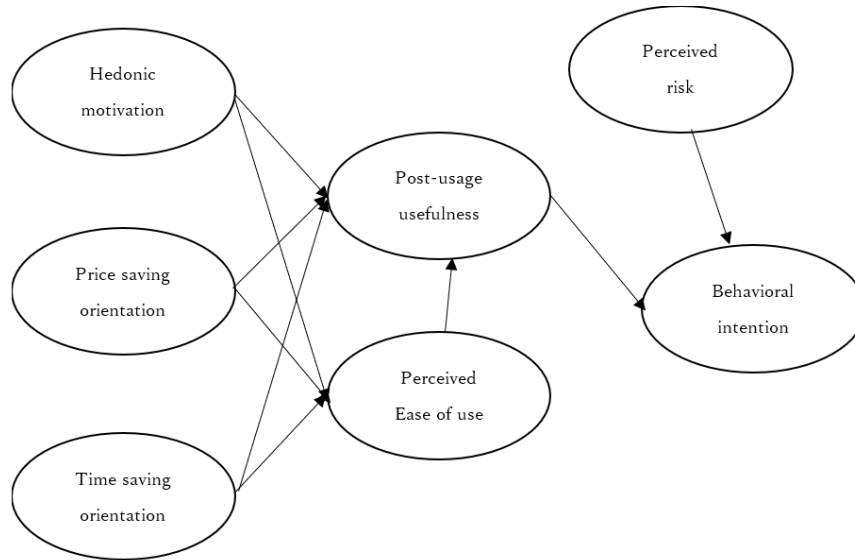 Hedonic
motivation
Perceived
risk
Post-usage
usefulness
Price saving
orientation
Behavioral
intention
Perceived
Ease of use
Time saving
orientation